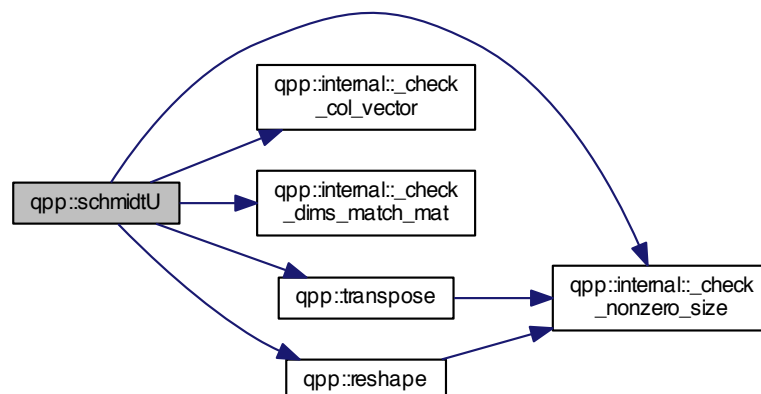 qpp::internal::_check
_col_vector
qpp::schmidtU
qpp::internal::_check
_dims_match_mat
qpp::transpose
qpp::internal::_check
_nonzero_size
qpp::reshape